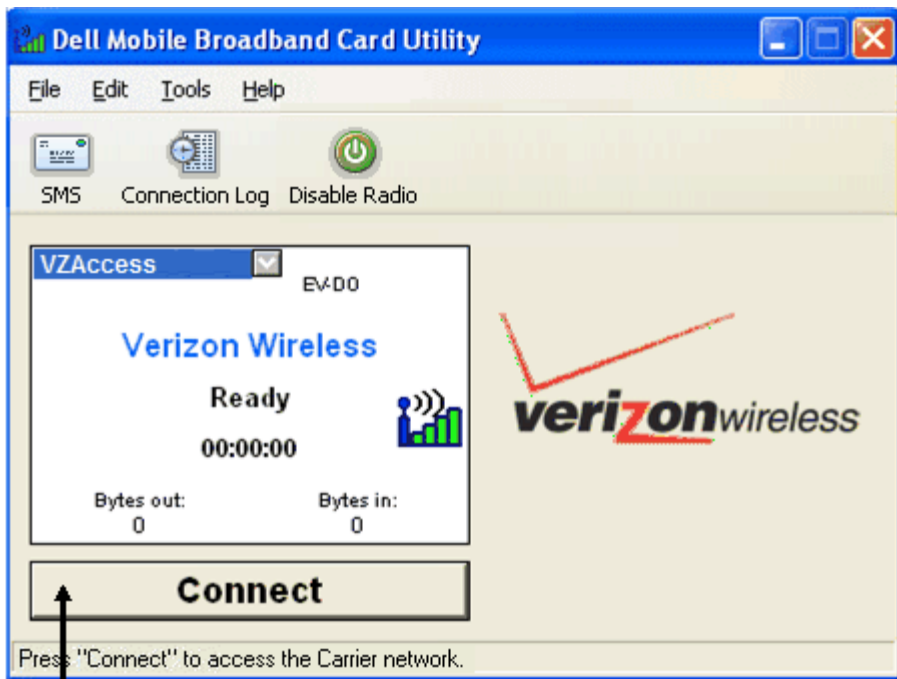 Dell Mobile Broadband Card Utility
File Edit Tools Help
SMS Connection Log Disable Radio
VZAccess
EV-DO
Verizon Wireless
Ready
00:00:00
Bytes out: Bytes in:
0 0
verizonwireless
Connect
Press "Connect" to access the Carrier network.